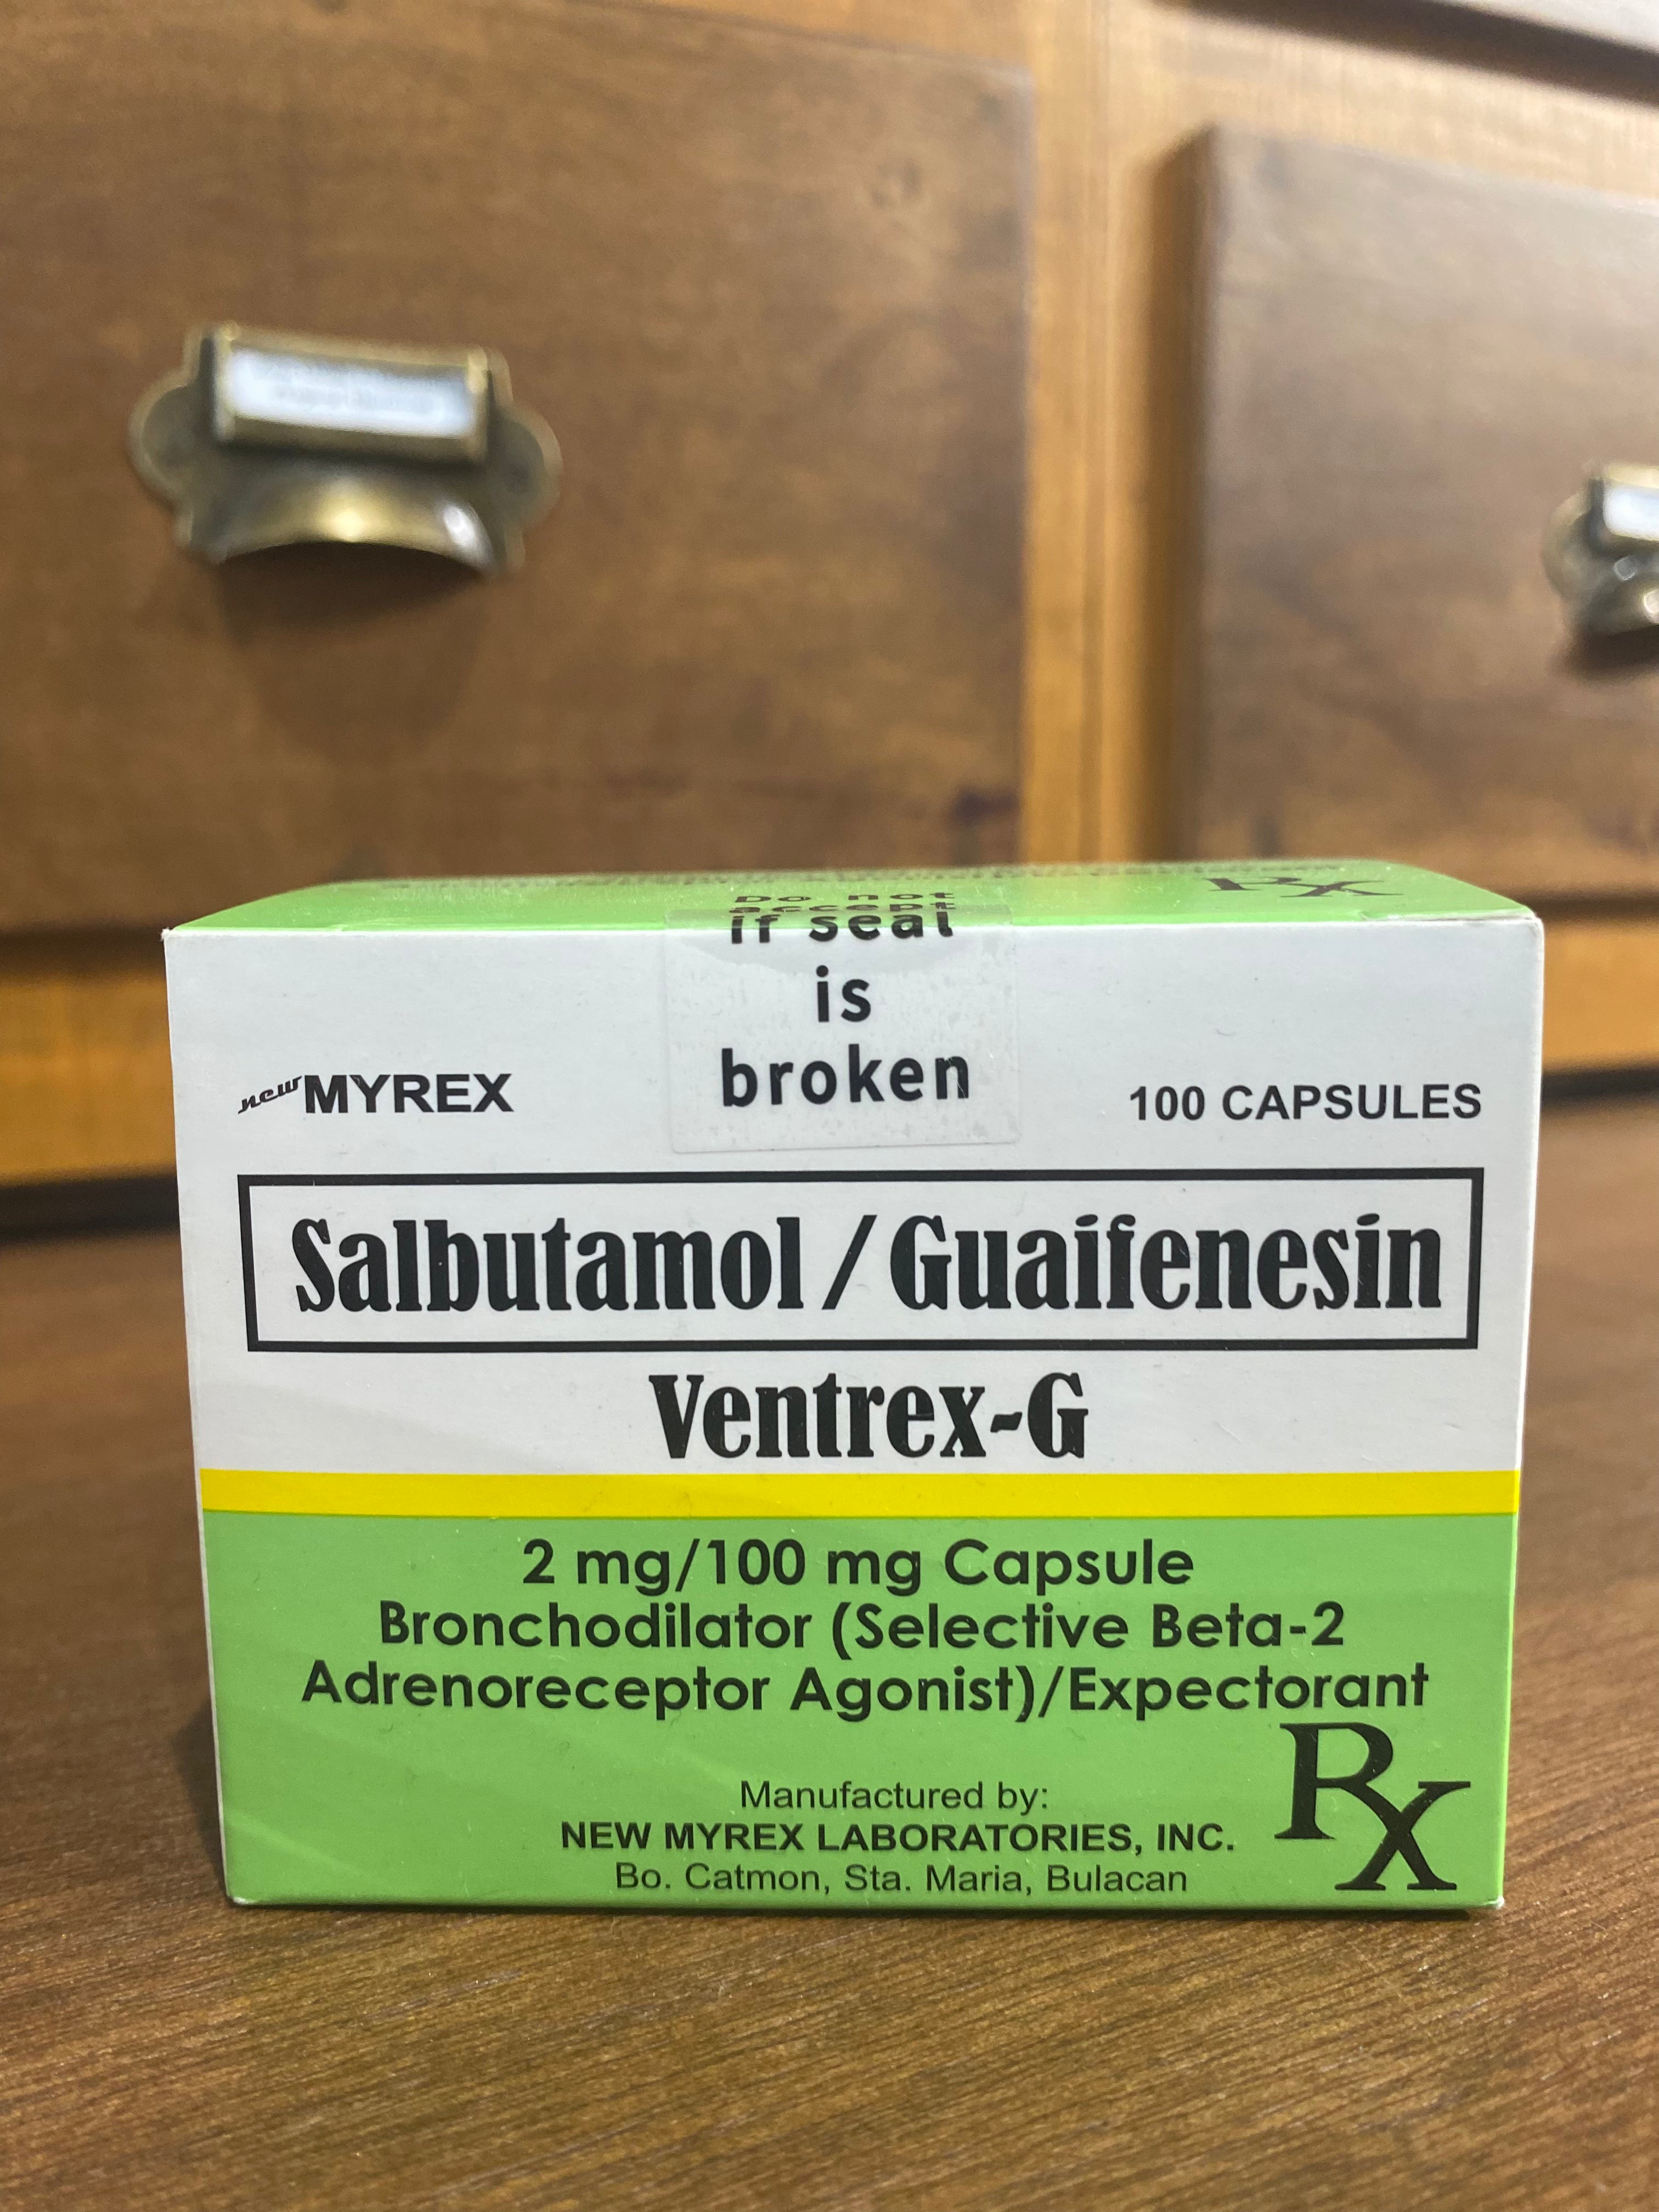 Rx
Do not
accept
if seal
is
broken
new MYREX
100 CAPSULES
Salbutamol / Guaifenesin
Ventrex-G
2 mg/100 mg Capsule
Bronchodilator (Selective Beta-2
Adrenoreceptor Agonist)/Expectorant
Rx
Manufactured by:
NEW MYREX LABORATORIES, INC.
Bo. Catmon, Sta. Maria, Bulacan